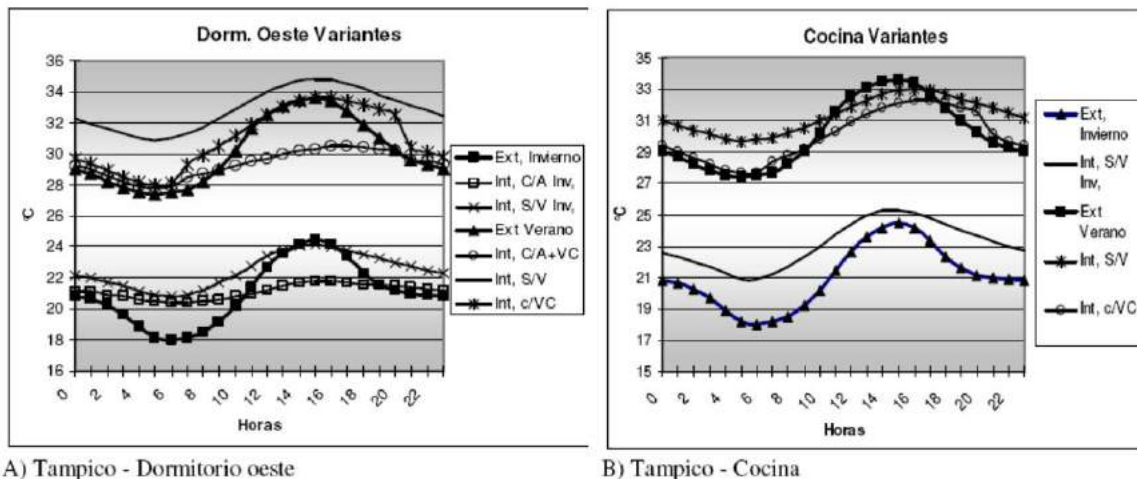 Dorm. Oeste Variantes
ºC
36
34
32
30
28
26
24
22
20
18
16
0
2
4
6
8
10
12
14
16
18
20
22
Horas
Ext, Invierno
Int, C/A Inv,
Int, S/V Inv,
Ext Verano
Int, C/A+VC
Int, S/V
Int, c/VC
A) Tampico - Dormitorio oeste
Cocina Variantes
ºC
35
33
31
29
27
25
23
21
19
17
15
0
2
4
6
8
10
12
14
16
18
20
22
Horas
Ext,
Invierno
Int, S/V
Inv,
Ext
Verano
Int, S/V
Int, c/VC
B) Tampico - Cocina